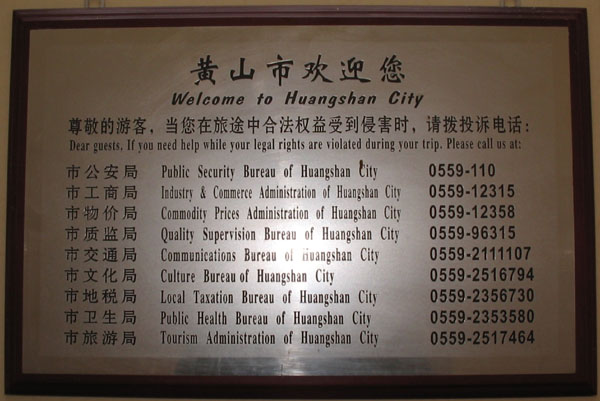 黄山市欢迎您
Welcome to Huangshan City
尊敬的游客，当您在旅途中合法权益受到侵害时，请拨投诉电话：
Dear guests. If you need help while your legal rights are violated during your trip. Please call us at:
市公安局 Public Security Bureau of Huangshan City 0559-110
市工商局 Industry & Commerce Administration of Huangshan City 0559-12315
市物价局 Commodity Prices Administration of Huangshan City 0559-12358
市质监局 Quality Supervision Bureau of Huangshan City 0559-96315
市交通局 Communications Bureau of Huangshan City 0559-2111107
市文化局 Culture Bureau of Huangshan City 0559-2516794
市地税局 Local Taxation Bureau of Huangshan City 0559-2356730
市卫生局 Public Health Bureau of Huangshan City 0559-2353580
市旅游局 Tourism Administration of Huangshan City 0559-2517464